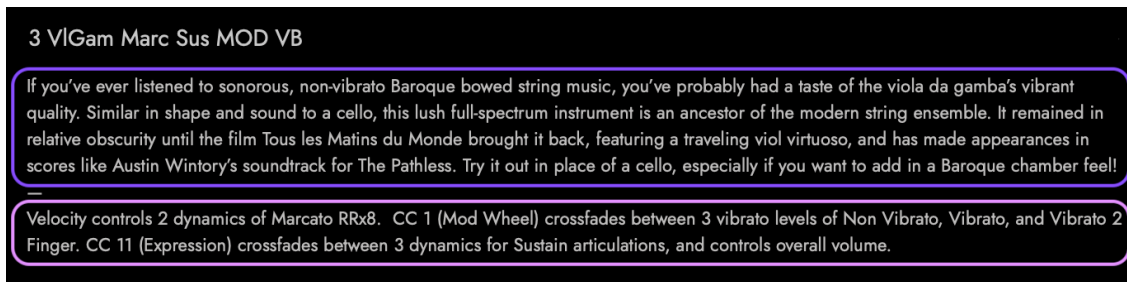 3 VlGam Marc Sus MOD VB
If you've ever listened to sonorous, non-vibrato Baroque bowed string music, you've probably had a taste of the viola da gamba's vibrant
quality. Similar in shape and sound to a cello, this lush full-spectrum instrument is an ancestor of the modern string ensemble. It remained in
relative obscurity until the film Tous les Matins du Monde brought it back, featuring a traveling viol virtuoso, and has made appearances in
scores like Austin Wintory's soundtrack for The Pathless. Try it out in place of a cello, especially if you want to add in a Baroque chamber feel!
—
Velocity controls 2 dynamics of Marcato RRx8.  CC 1 (Mod Wheel) crossfades between 3 vibrato levels of Non Vibrato, Vibrato, and Vibrato 2
Finger. CC 11 (Expression) crossfades between 3 dynamics for Sustain articulations, and controls overall volume.